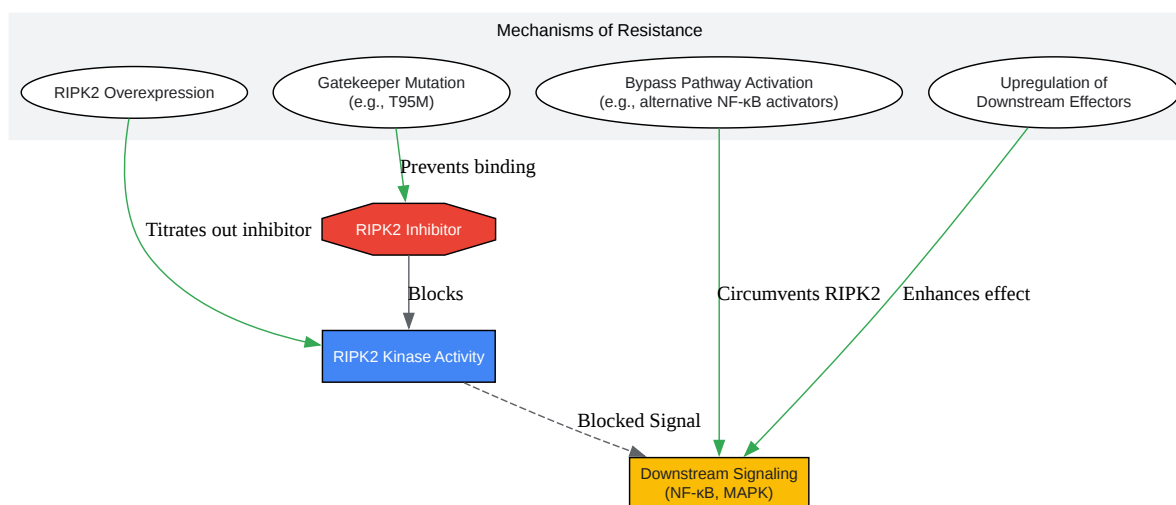 Mechanisms of Resistance
RIPK2 Overexpression
Gatekeeper Mutation
(e.g., T95M)
Bypass Pathway Activation
(e.g., alternative NF-κB activators)
Upregulation of
Downstream Effectors
Prevents binding
Titrates out inhibitor
RIPK2 Inhibitor
Blocks
Circumvents RIPK2
Enhances effect
RIPK2 Kinase Activity
Blocked Signal
Downstream Signaling
(NF-κB, MAPK)